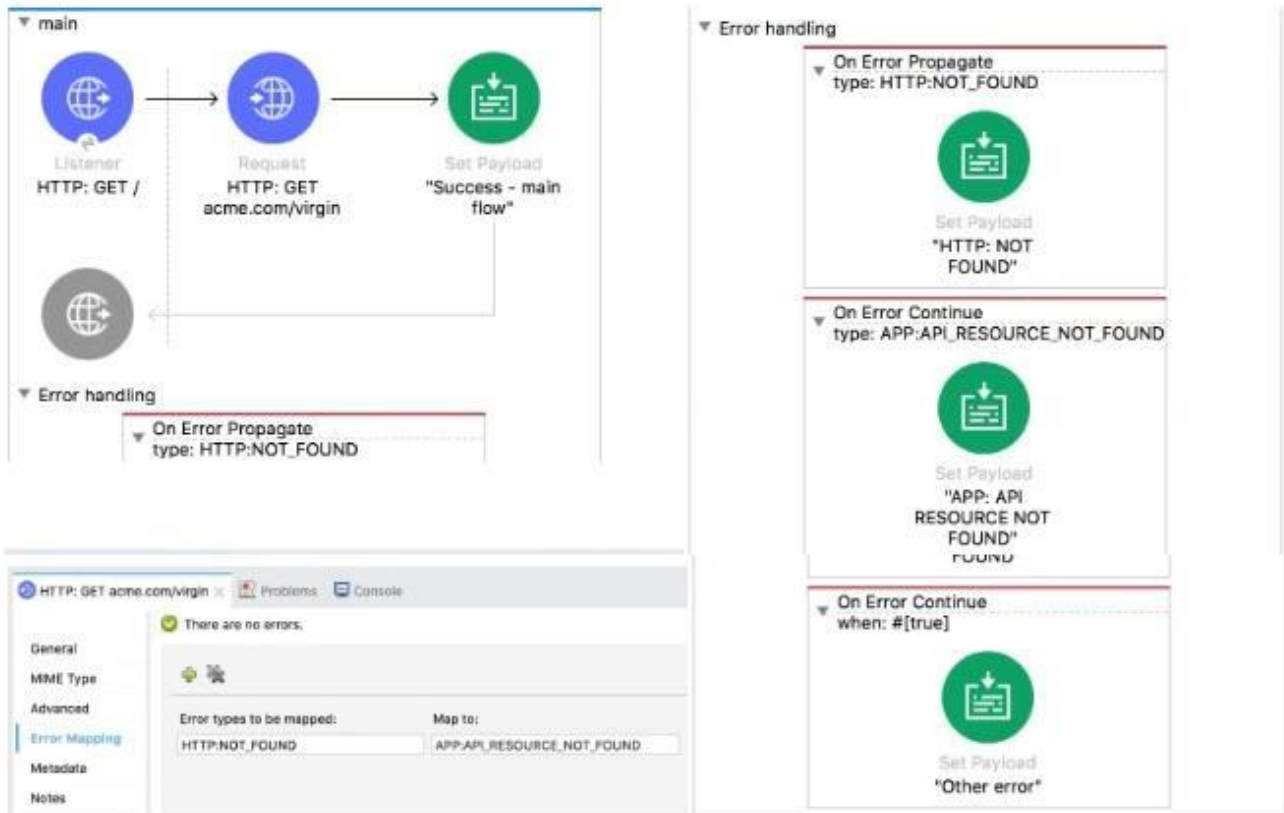 main
Listener
HTTP: GET /
Request
HTTP: GET
acme.com/virgin
Set Payload
"Success - main
flow"
Error handling
On Error Propagate
type: HTTP:NOT_FOUND
Error handling
On Error Propagate
type: HTTP:NOT_FOUND
Set Payload
"HTTP: NOT
FOUND"
On Error Continue
type: APP:API_RESOURCE_NOT_FOUND
Set Payload
"APP: API
RESOURCE NOT
FOUND"
FOUND
On Error Continue
when: #[true]
Set Payload
"Other error"
HTTP: GET acme.com/virgin
Problems
Console
There are no errors.
General
MIME Type
Advanced
Error Mapping
Metadata
Notes
Error types to be mapped:
Map to:
HTTP:NOT_FOUND
APP:API_RESOURCE_NOT_FOUND